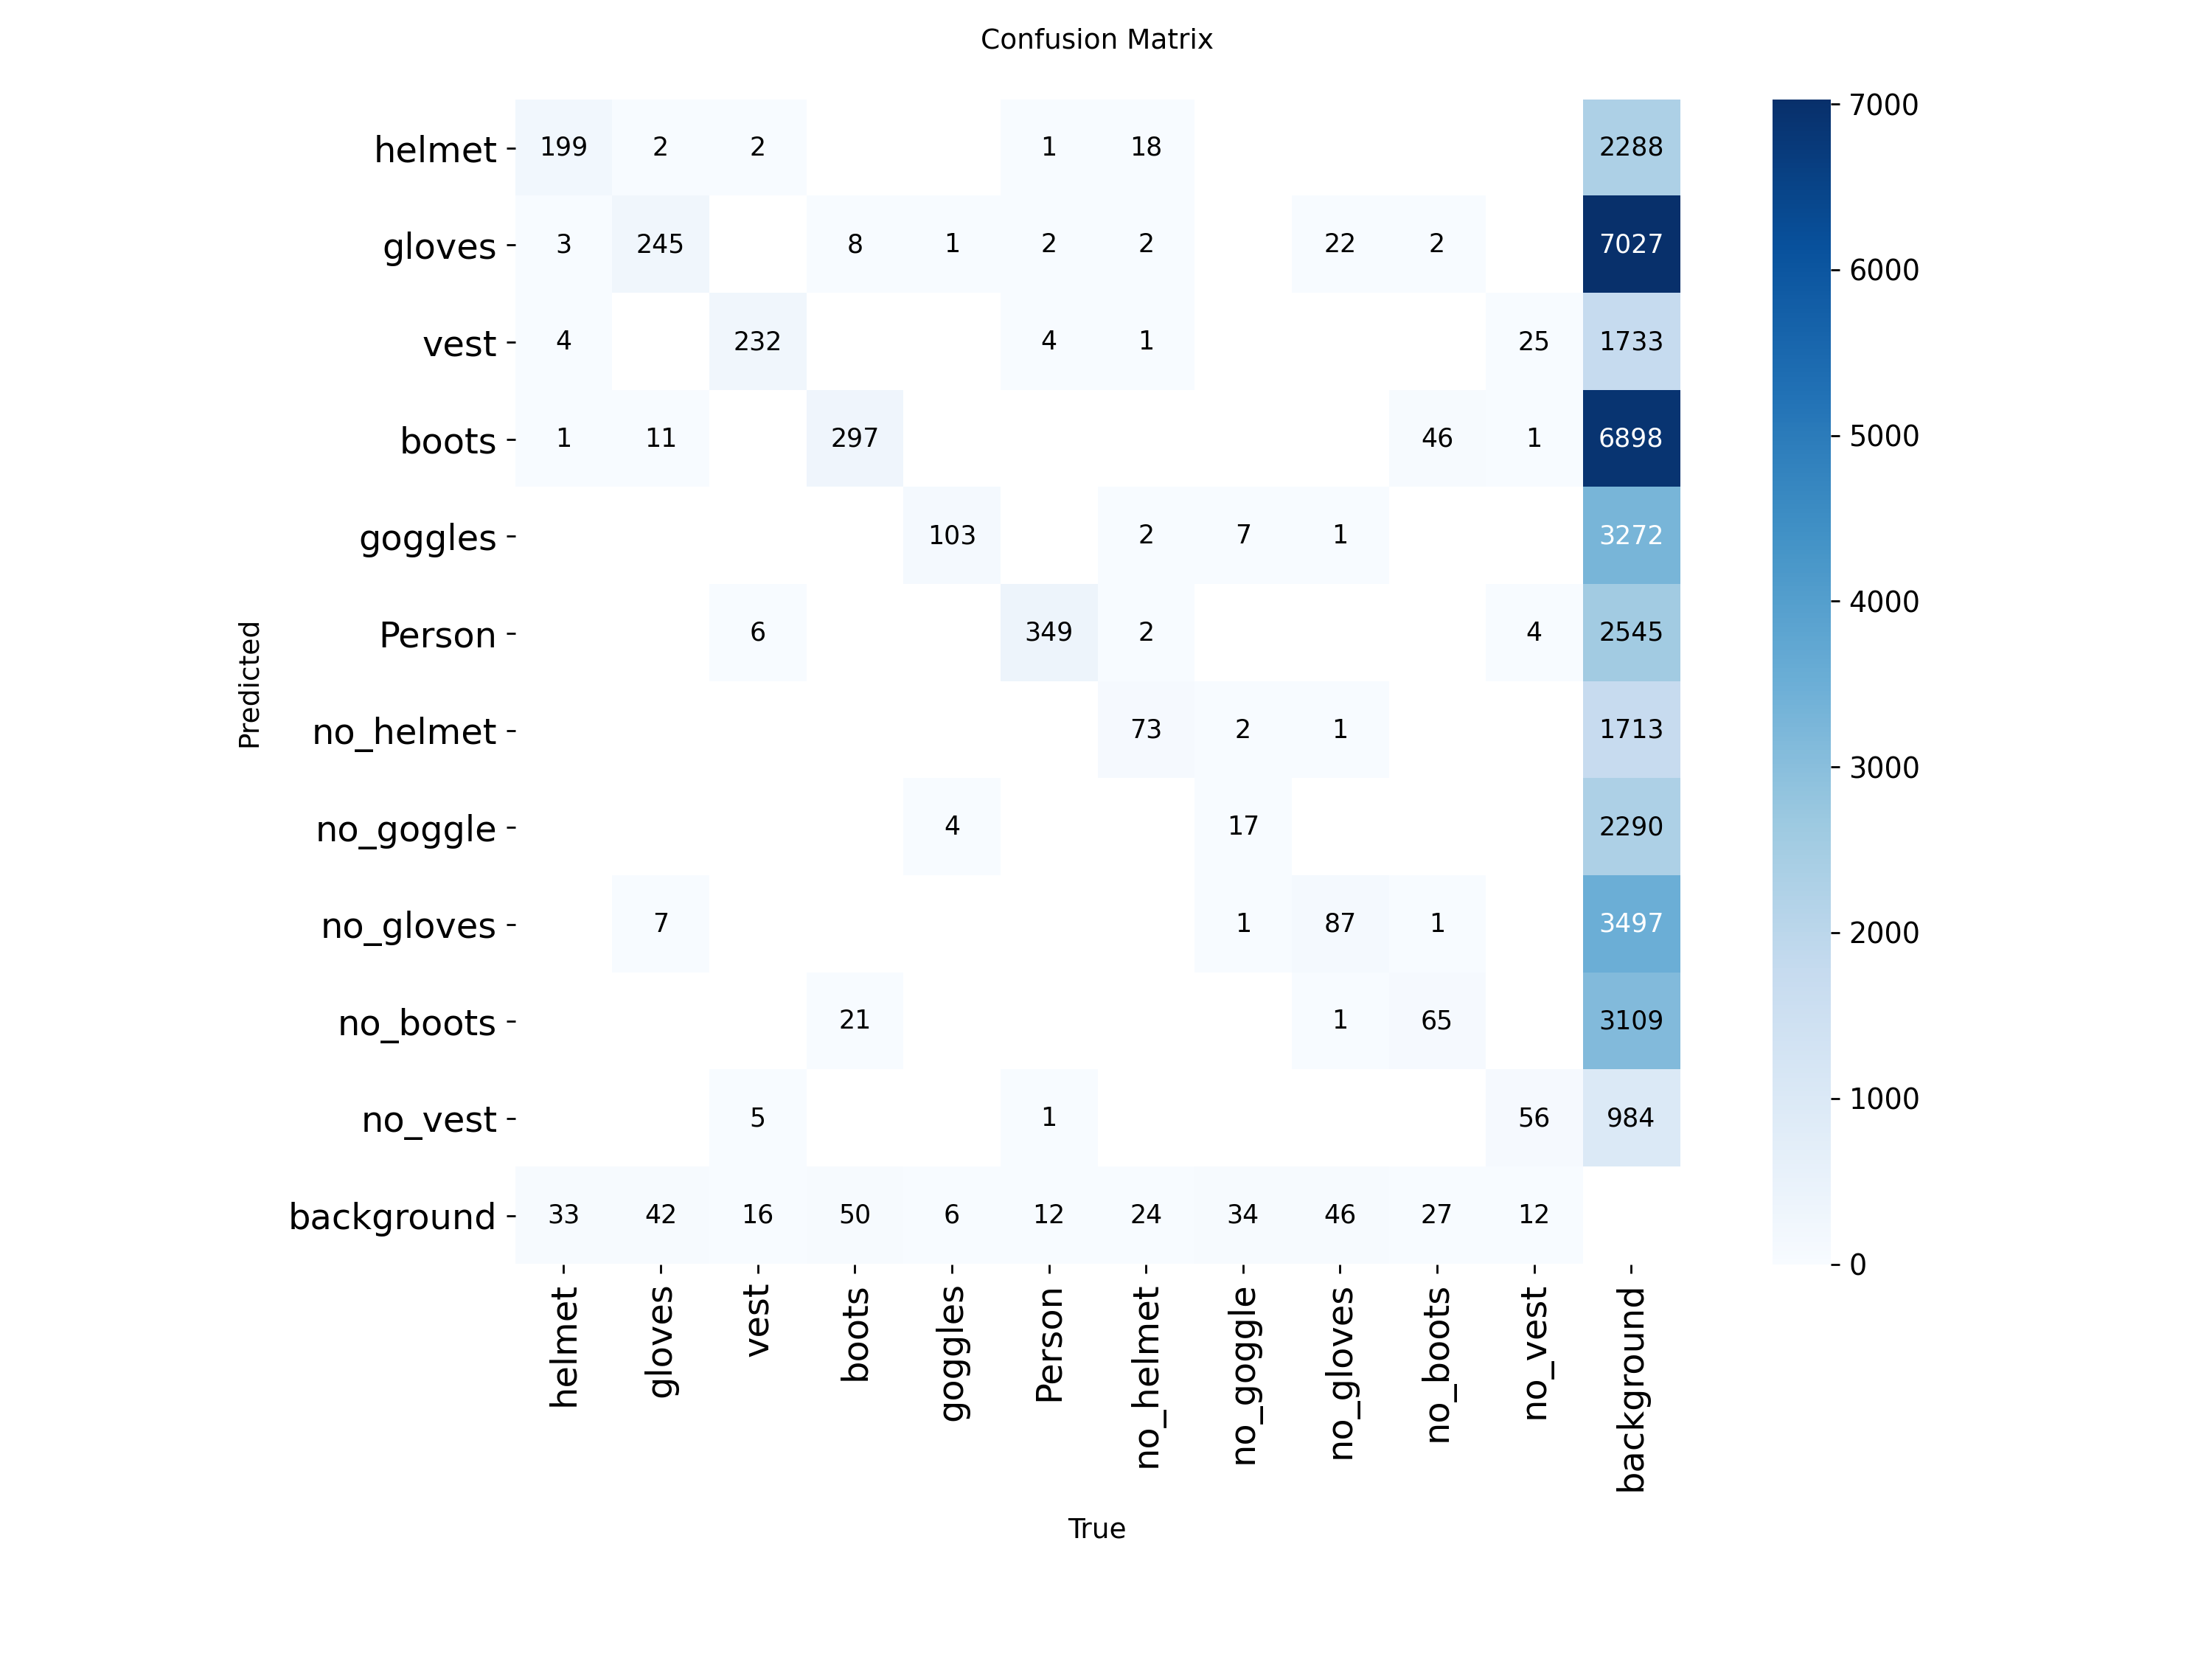 Confusion Matrix
helmet 199 2 2 1 18 2288
gloves 3 245 8 1 2 2 22 2 7027
vest 4 232 4 1 25 1733
boots 1 11 297 46 1 6898
goggles 103 2 7 1 3272
Person 6 349 2 4 2545
no_helmet 73 2 1 1713
no_goggle 4 17 2290
no_gloves 7 1 87 1 3497
no_boots 21 1 65 3109
no_vest 5 1 56 984
background 33 42 16 50 6 12 24 34 46 27 12
Predicted
helmet gloves vest boots goggles Person no_helmet no_goggle no_gloves no_boots no_vest background
True
7000
6000
5000
4000
3000
2000
1000
0